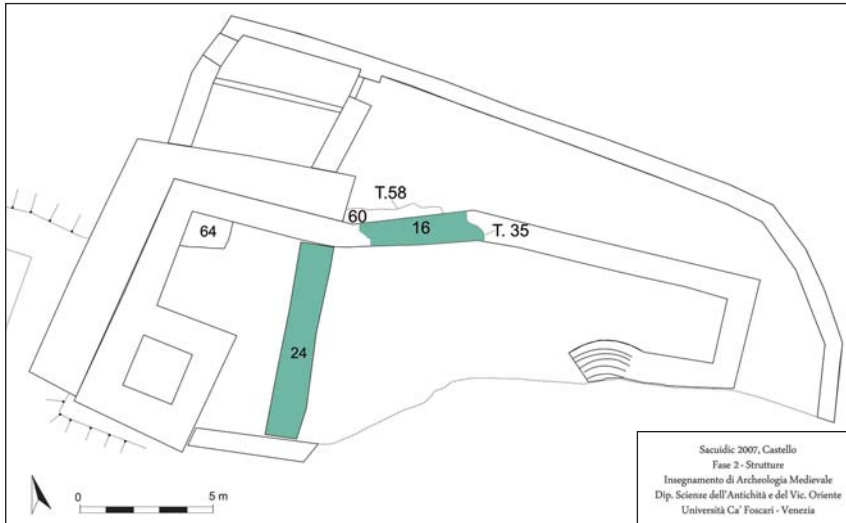 T.58
60
16
T. 35
64
24
0
5 m
Sacuidic 2007, Castello
Fase 2 - Strutture
Insegnamento di Archeologia Medievale
Dip. Scienze dell'Antichità e del Vic. Oriente
Università Ca' Foscari - Venezia